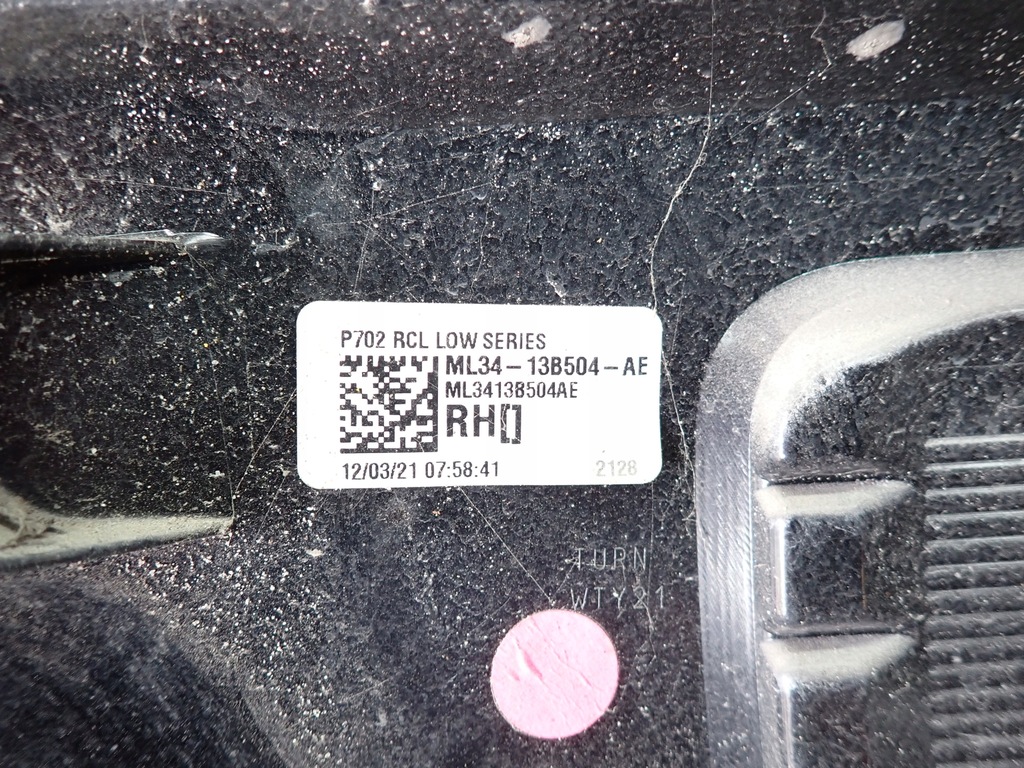 P702 RCL LOW SERIES
ML34-13B504-AE
ML3413B504AE
RH[]
12/03/21 07:58:41 2128
TURN
WTY21